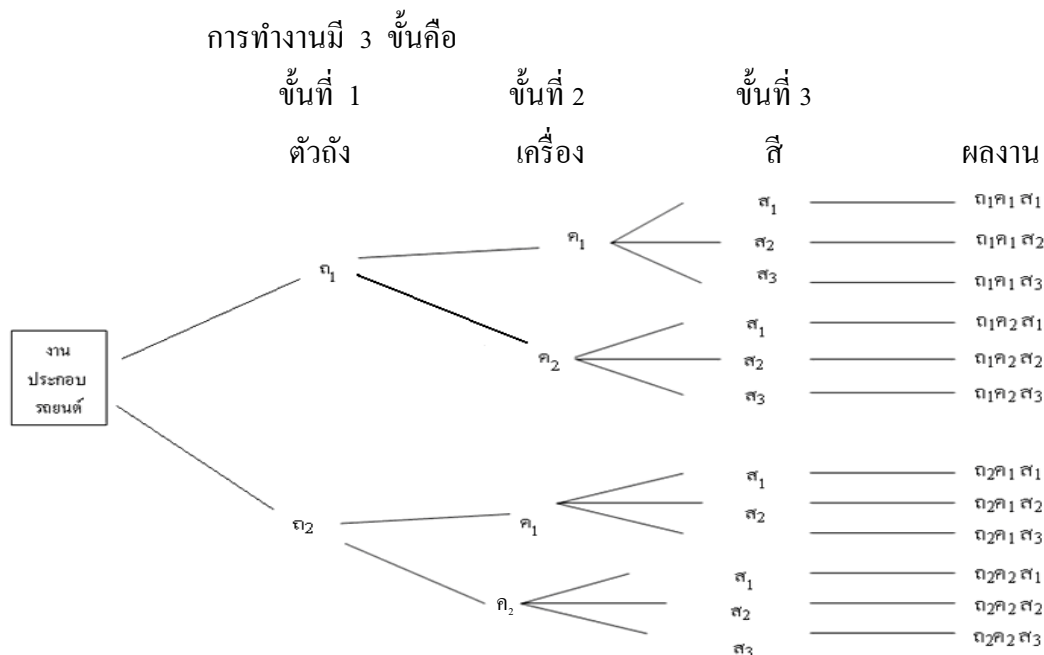 การทำงานมี 3 ขั้นคือ
ขั้นที่ 1 ขั้นที่ 2 ขั้นที่ 3
ตัวถัง เครื่อง สี ผลงาน
ส₁ ถ₁ค₁ส₁
ค₁ ส₂ ถ₁ค₁ส₂
ถ₁ ส₃ ถ₁ค₁ส₃
ส₁ ถ₁ค₂ส₁
งาน
ค₂ ส₂ ถ₁ค₂ส₂
ประกอบ
ส₃ ถ₁ค₂ส₃
รถยนต์
ส₁ ถ₂ค₁ส₁
ส₂ ถ₂ค₁ส₂
ถ₂ ค₁ ถ₂ค₁ส₃
ส₁ ถ₂ค₂ส₁
ค₂ ส₂ ถ₂ค₂ส₂
ส₃ ถ₂ค₂ส₃